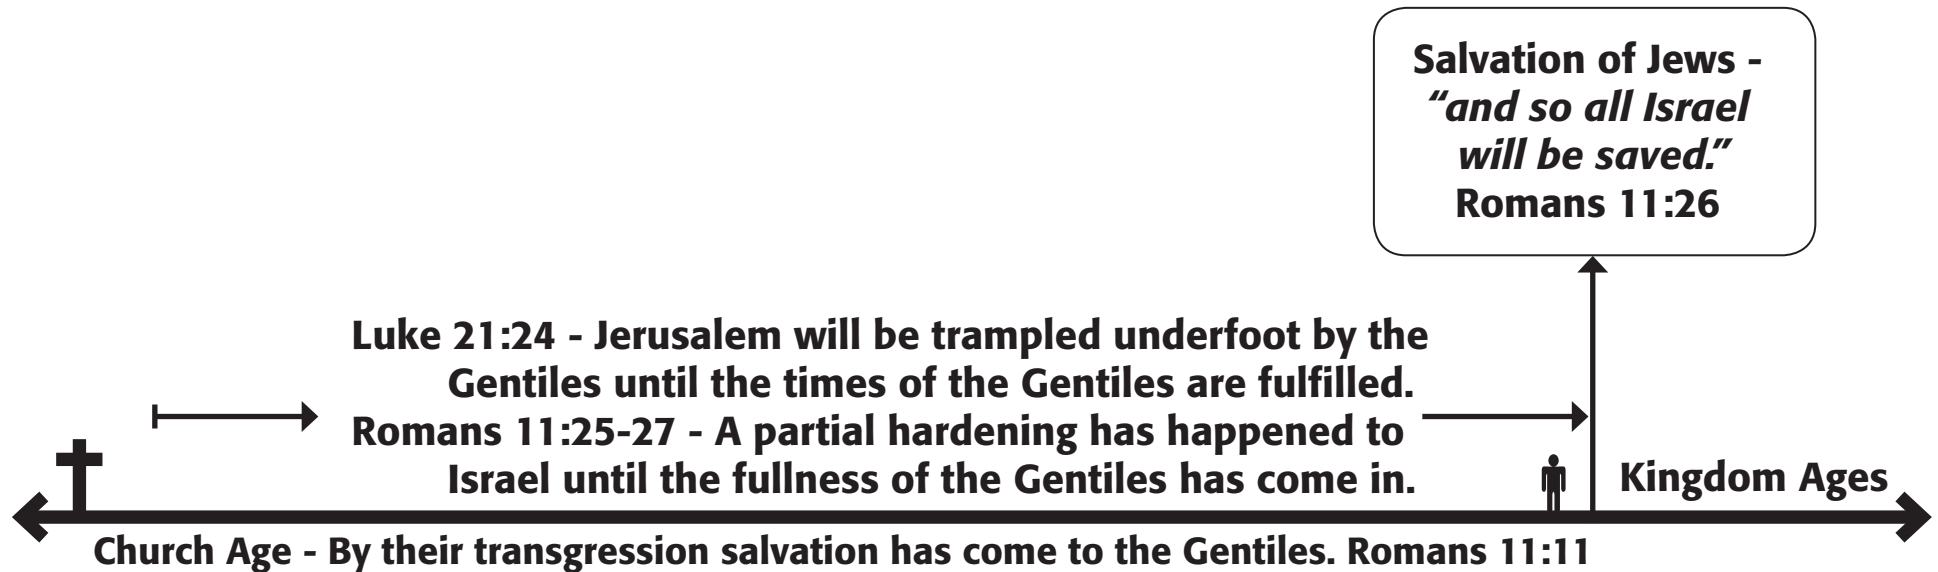 Salvation of Jews -
“and so all Israel
will be saved.”
Romans 11:26
Luke 21:24 - Jerusalem will be trampled underfoot by the
Gentiles until the times of the Gentiles are fulfilled.
Romans 11:25-27 - A partial hardening has happened to
Israel until the fullness of the Gentiles has come in.
Kingdom Ages
Church Age - By their transgression salvation has come to the Gentiles. Romans 11:11